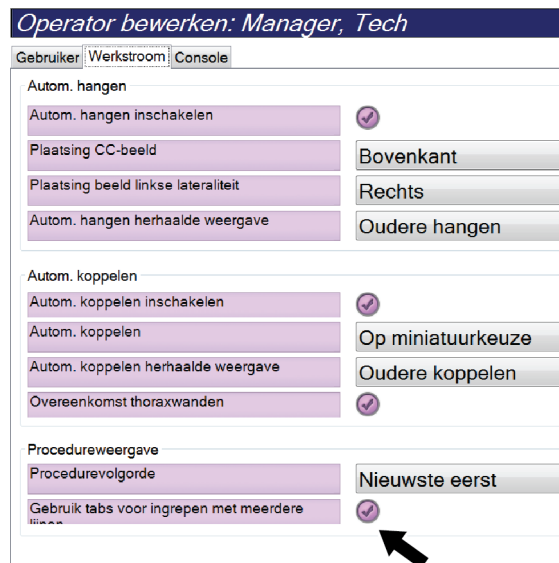 Operator bewerken: Manager, Tech
Gebruiker Werkstroom Console
Autom. hangen
Autom. hangen inschakelen
Plaatsing CC-beeld Bovenkant
Plaatsing beeld linkse lateraliteit Rechts
Autom. hangen herhaalde weergave Oudere hangen
Autom. koppelen
Autom. koppelen inschakelen
Autom. koppelen Op miniatuurkeuze
Autom. koppelen herhaalde weergave Oudere koppelen
Overeenkomst thoraxwanden
Procedureweergave
Procedurevolgorde Nieuwste eerst
Gebruik tabs voor ingrepen met meerdere